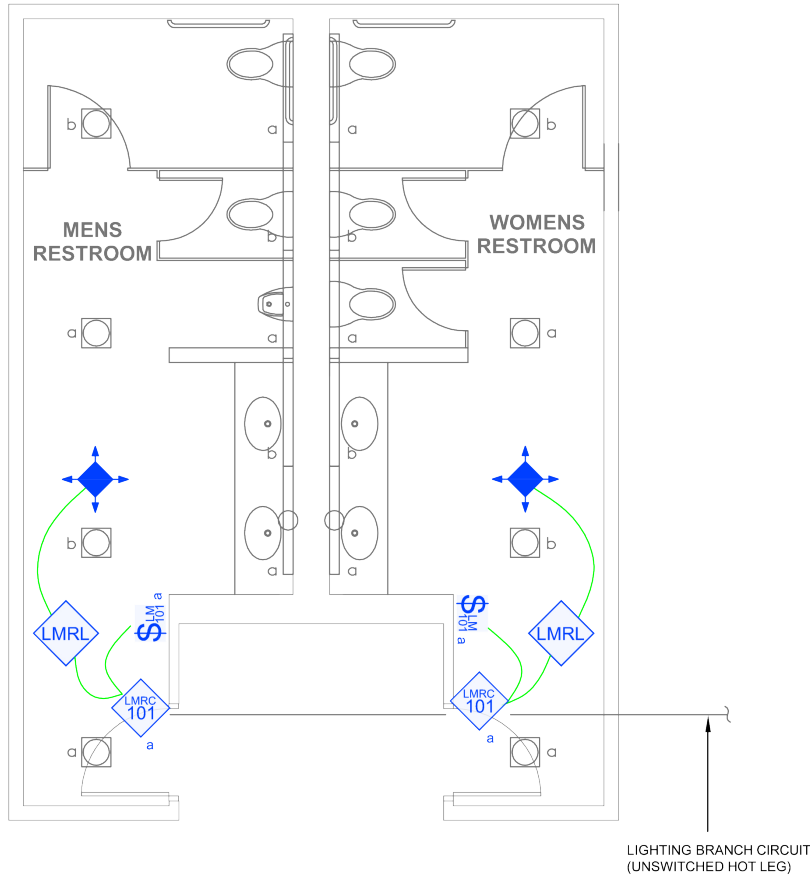 b
b
a
a
MENS
RESTROOM
WOMENS
RESTROOM
b
b
a
a
a
a
b
b
b
b
a
a
LMRL
LM
101 a
LM
101 a
LMRL
LMRC
101
a
LMRC
101
a
a
a
LIGHTING BRANCH CIRCUIT
(UNSWITCHED HOT LEG)